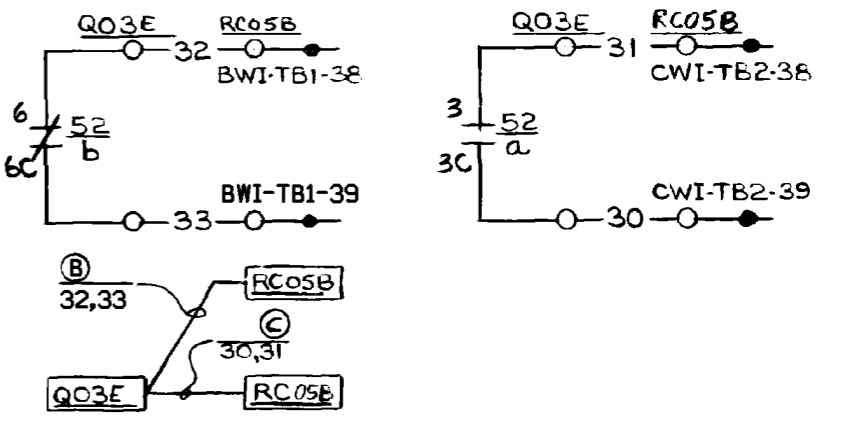 Q03E
32
RC05B
BWI-TB1-38
6
52
b
6C
33
BWI-TB1-39
Q03E
31
RC05B
CWI-TB2-38
3
52
a
3C
30
CWI-TB2-39
B
32,33
RC05B
C
30,31
Q03E
RC05B